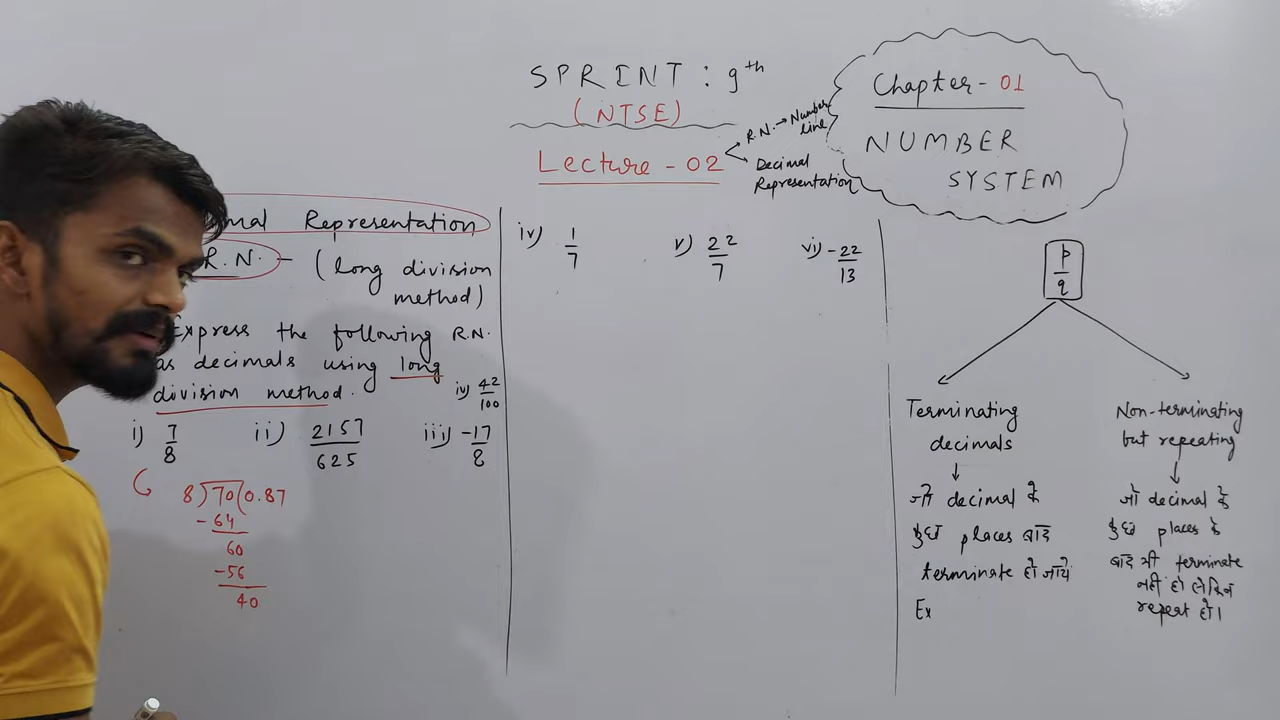 SPRINT : 9th
(NTSE)
Lecture - 02
R.N. → Number
line
Decimal
Representation
Chapter - 01
NUMBER
SYSTEM
mal Representation
R.N. - (long division
method)
Express the following R.N.
as decimals using long
division method.
iv) 42/100
i) 7/8 ii) 2157/625 iii) -17/8
8)70(0.87
-64
60
-56
40
iv) 1/7 v) 22/7 vi) -22/13
p/q
Terminating
decimals
↓
जो decimal के
कुछ places बाद
terminate हो जाये
Ex
Non-terminating
but repeating
↓
जो decimal के
कुछ places के
बाद भी terminate
नहीं हो लेकिन
repeat हो।